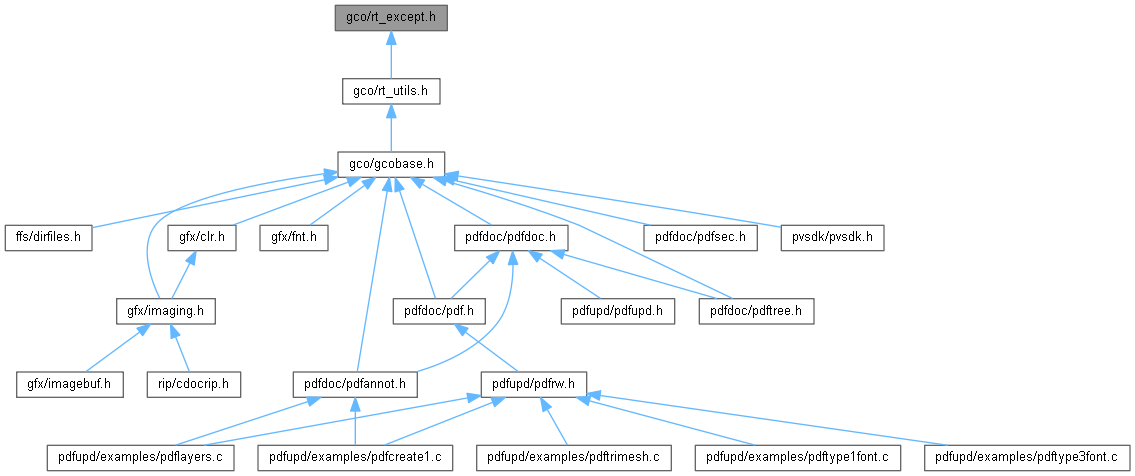 gco/rt_except.h
gco/rt_utils.h
gco/gcobase.h
ffs/dirfiles.h
gfx/clr.h
gfx/fnt.h
pdfdoc/pdfdoc.h
pdfdoc/pdfsec.h
pvsdk/pvsdk.h
gfx/imaging.h
pdfdoc/pdf.h
pdfupd/pdfupd.h
pdfdoc/pdftree.h
gfx/imagebuf.h
rip/cdocrip.h
pdfdoc/pdfannot.h
pdfupd/pdfrw.h
pdfupd/examples/pdflayers.c
pdfupd/examples/pdfcreate1.c
pdfupd/examples/pdftrimesh.c
pdfupd/examples/pdftype1font.c
pdfupd/examples/pdftype3font.c